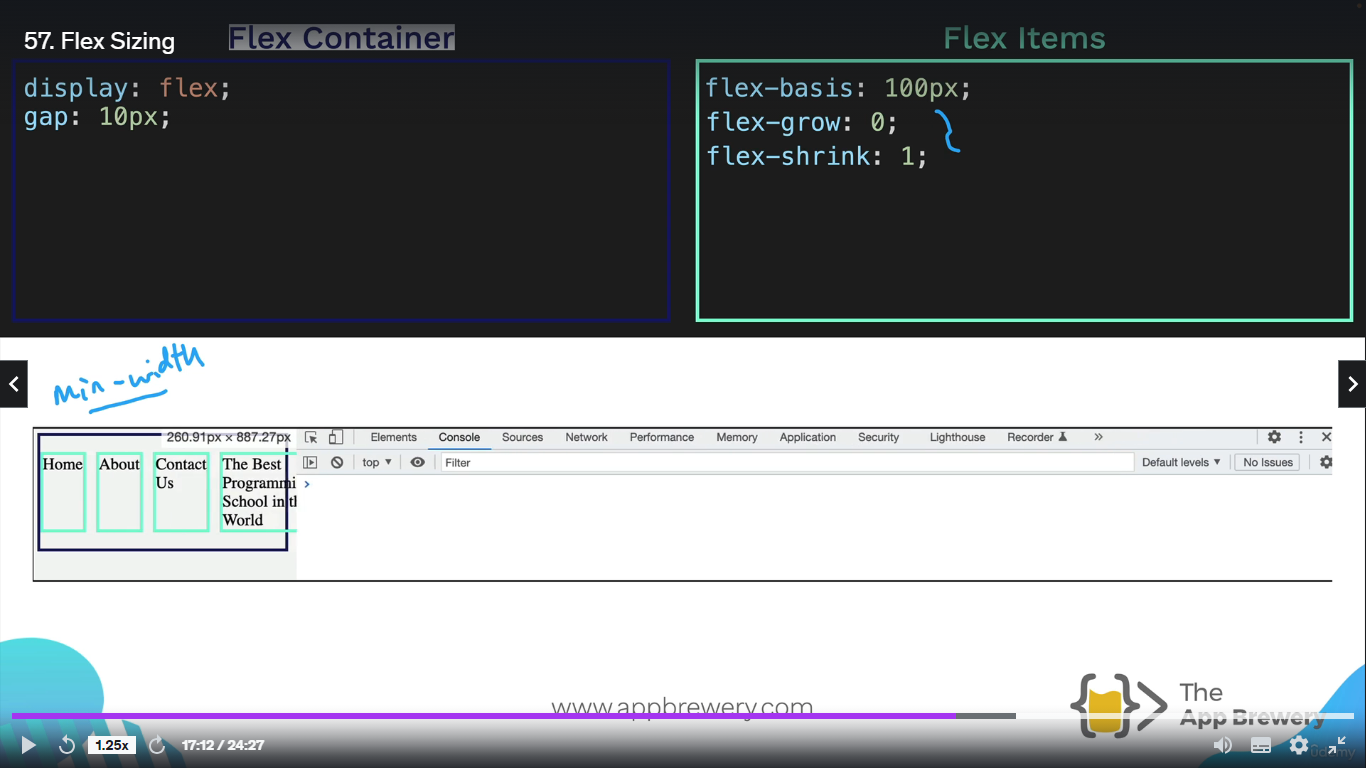 57. Flex Sizing
Flex Container
Flex Items
display: flex;
gap: 10px;
flex-basis: 100px;
flex-grow: 0;
flex-shrink: 1;
min-width
260.91px × 887.27px
Elements Console Sources Network Performance Memory Application Security Lighthouse Recorder
top Filter Default levels No Issues
Home
About
Contact
Us
The Best
Programmi
School in th
World
www.appbrewery.com
The
App Brewery
1.25x
17:12 / 24:27
ûdemy